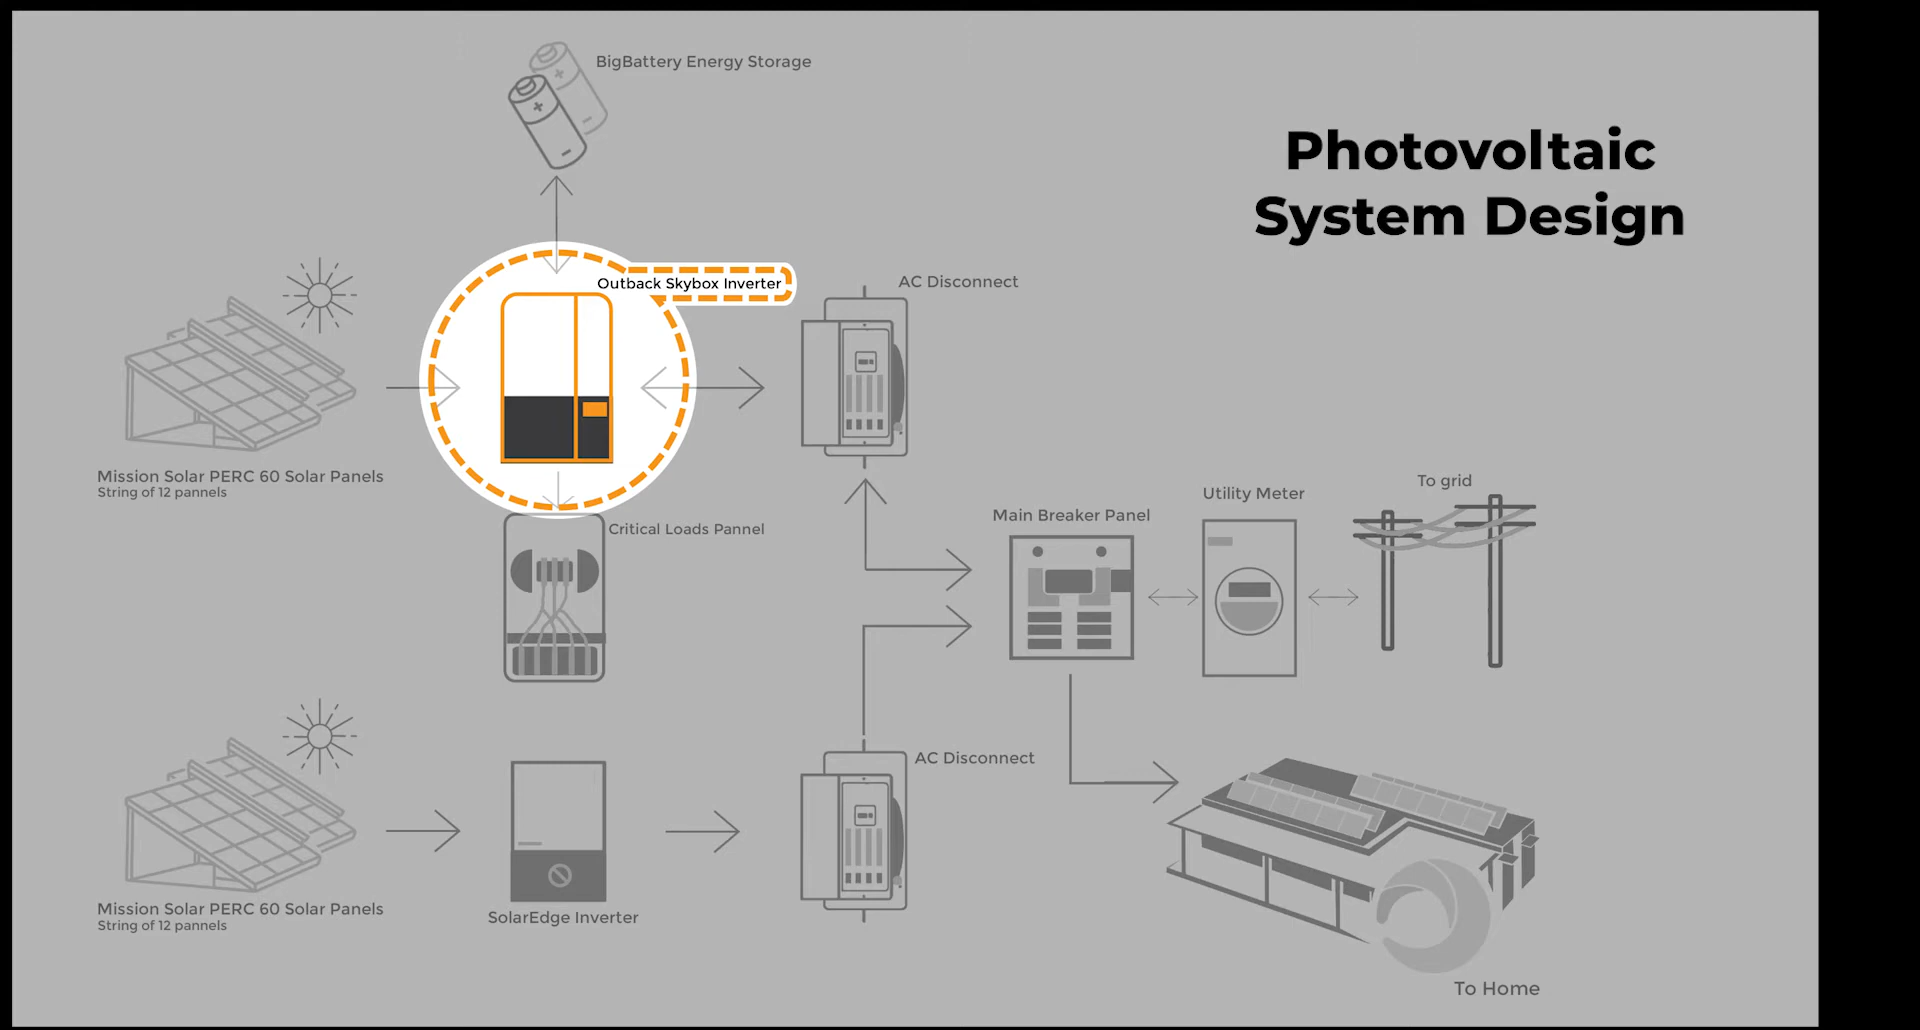 BigBattery Energy Storage
Photovoltaic
System Design
Outback Skybox Inverter
AC Disconnect
Mission Solar PERC 60 Solar Panels
String of 12 pannels
Critical Loads Pannel
Main Breaker Panel
Utility Meter
To grid
AC Disconnect
Mission Solar PERC 60 Solar Panels
String of 12 pannels
SolarEdge Inverter
To Home